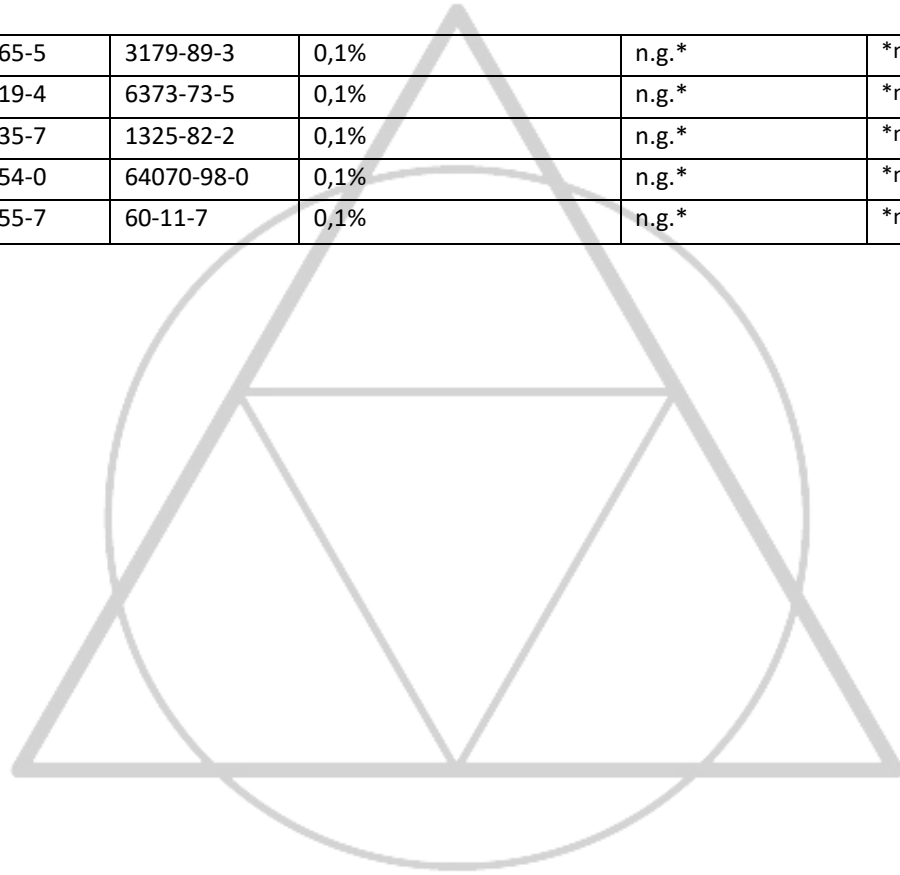 65-5 3179-89-3 0,1% n.g.*
19-4 6373-73-5 0,1% n.g.*
35-7 1325-82-2 0,1% n.g.*
54-0 64070-98-0 0,1% n.g.*
55-7 60-11-7 0,1% n.g.*